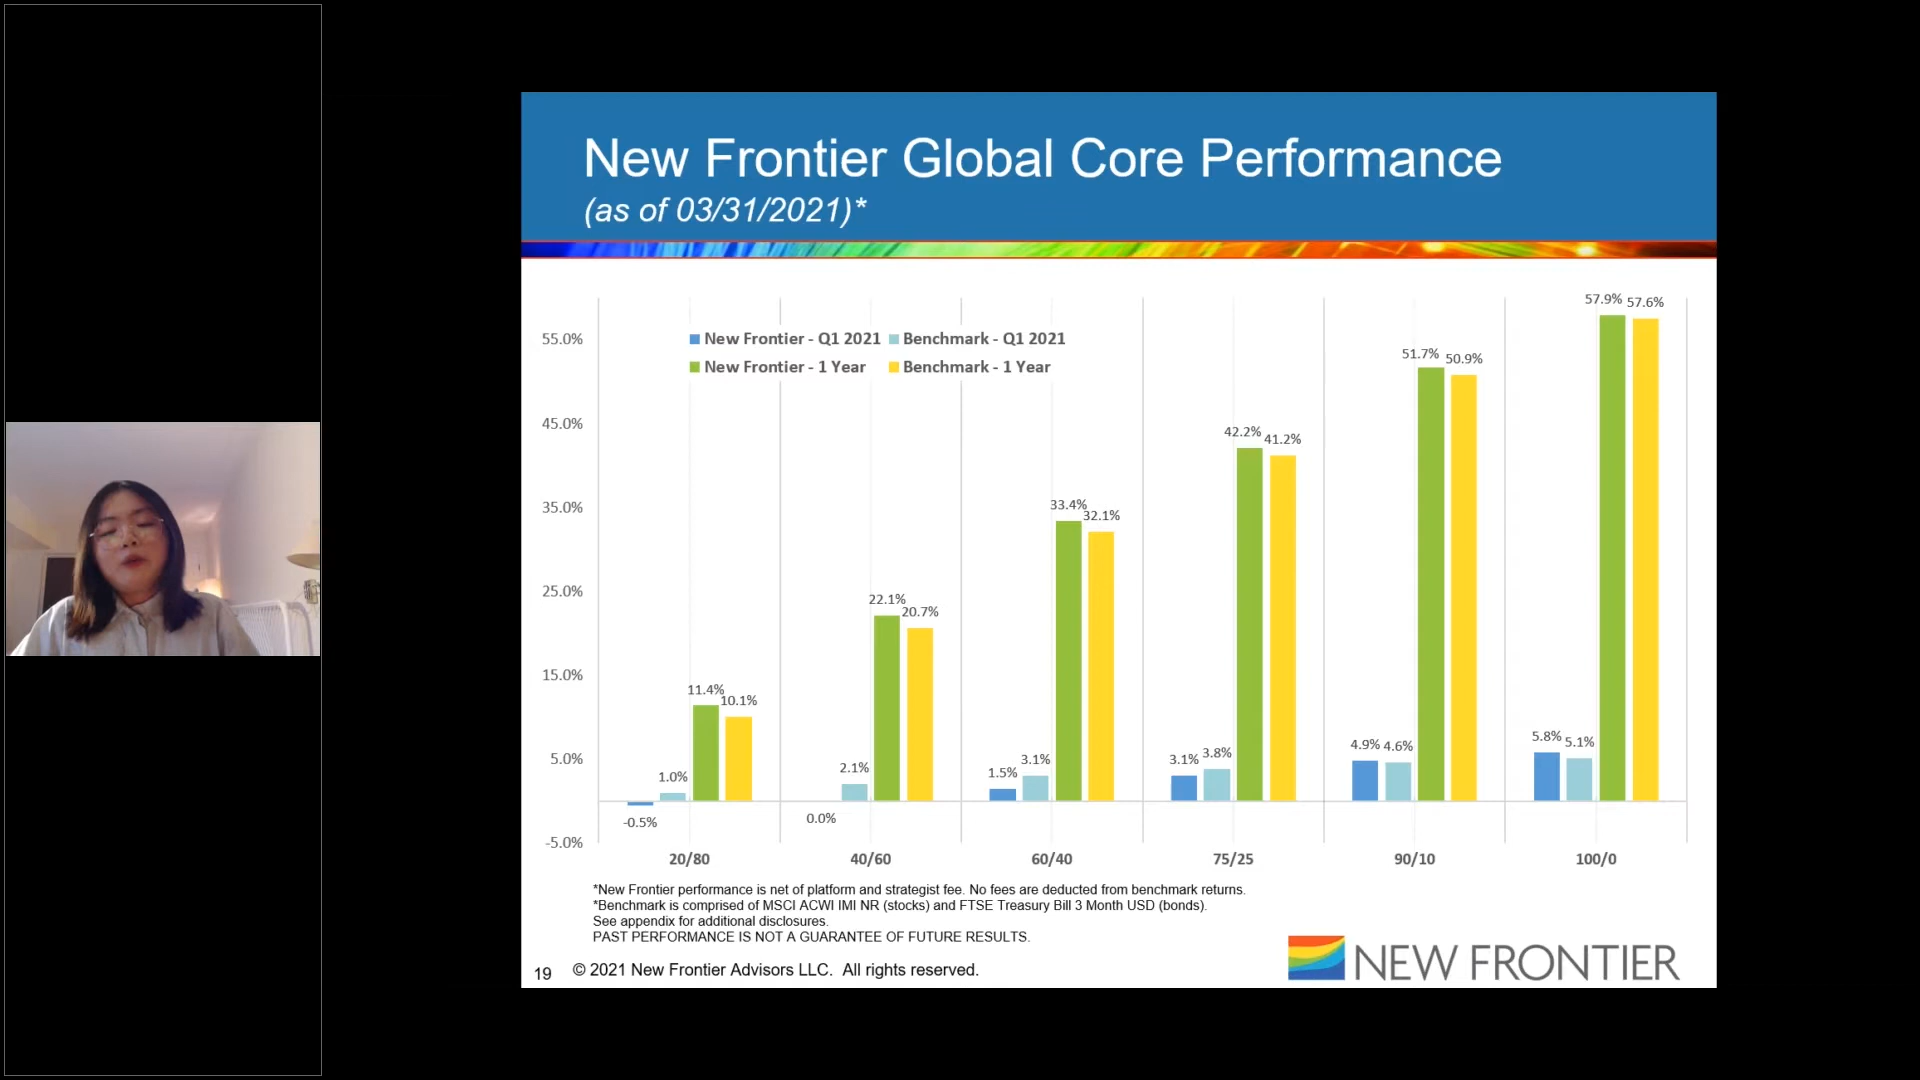 New Frontier Global Core Performance
(as of 03/31/2021)*
New Frontier - Q1 2021 Benchmark - Q1 2021
New Frontier - 1 Year Benchmark - 1 Year
55.0%
45.0%
35.0%
25.0%
15.0%
5.0%
-5.0%
-0.5% 1.0% 11.4% 10.1%
0.0% 2.1% 22.1% 20.7%
1.5% 3.1% 33.4% 32.1%
3.1% 3.8% 42.2% 41.2%
4.9% 4.6% 51.7% 50.9%
5.8% 5.1% 57.9% 57.6%
20/80 40/60 60/40 75/25 90/10 100/0
*New Frontier performance is net of platform and strategist fee. No fees are deducted from benchmark returns.
*Benchmark is comprised of MSCI ACWI IMI NR (stocks) and FTSE Treasury Bill 3 Month USD (bonds).
See appendix for additional disclosures.
PAST PERFORMANCE IS NOT A GUARANTEE OF FUTURE RESULTS.
19 © 2021 New Frontier Advisors LLC. All rights reserved.
NEW FRONTIER